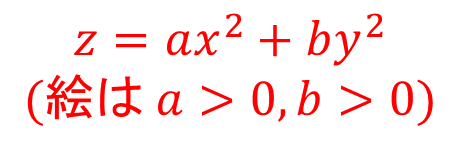 z = ax² + by²
(絵は a > 0, b > 0)